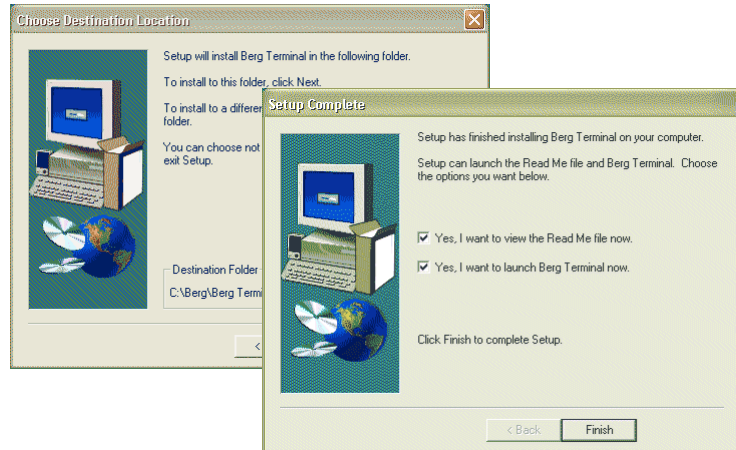 Choose Destination Location
Setup will install Berg Terminal in the following folder.
To install to this folder, click Next.
To install to a differen
folder.
You can choose not
exit Setup.
Destination Folder
C:\Berg\Berg Termi
<
Setup Complete
Setup has finished installing Berg Terminal on your computer.
Setup can launch the Read Me file and Berg Terminal. Choose
the options you want below.
Yes, I want to view the Read Me file now.
Yes, I want to launch Berg Terminal now.
Click Finish to complete Setup.
< Back
Finish